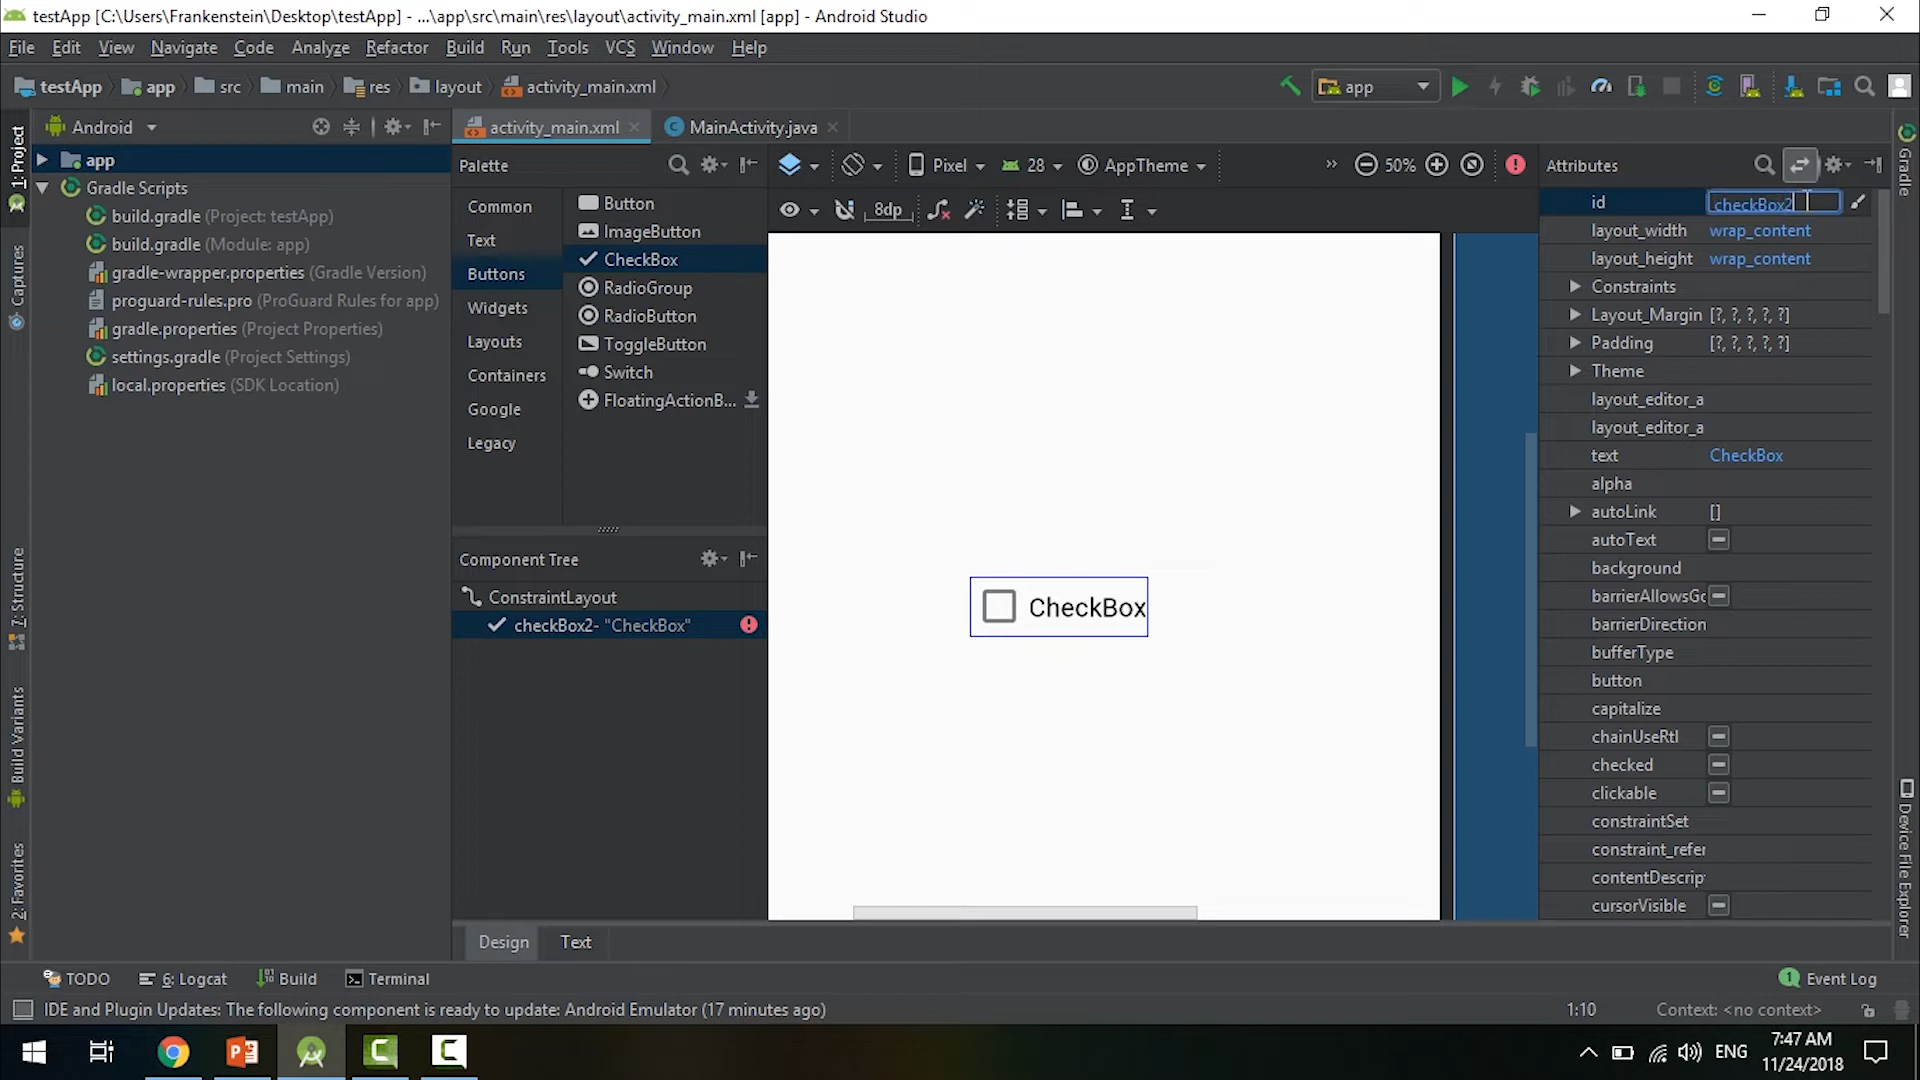 testApp [C:\Users\Frankenstein\Desktop\testApp] - ...\app\src\main\res\layout\activity_main.xml [app] - Android Studio
File Edit View Navigate Code Analyze Refactor Build Run Tools VCS Window Help
testApp app src main res layout activity_main.xml app
Android activity_main.xml MainActivity.java
1: Project
Captures
7: Structure
Build Variants
2: Favorites
app
Gradle Scripts
build.gradle (Project: testApp)
build.gradle (Module: app)
gradle-wrapper.properties (Gradle Version)
proguard-rules.pro (ProGuard Rules for app)
gradle.properties (Project Properties)
settings.gradle (Project Settings)
local.properties (SDK Location)
Palette
Common
Text
Buttons
Widgets
Layouts
Containers
Google
Legacy
Button
ImageButton
CheckBox
RadioGroup
RadioButton
ToggleButton
Switch
FloatingActionB...
Component Tree
ConstraintLayout
checkBox2- "CheckBox"
Pixel 28 AppTheme » 50%
8dp
CheckBox
Design Text
Attributes
id checkBox2
layout_width wrap_content
layout_height wrap_content
Constraints
Layout_Margin [?, ?, ?, ?, ?]
Padding [?, ?, ?, ?, ?]
Theme
layout_editor_a
layout_editor_a
text CheckBox
alpha
autoLink []
autoText
background
barrierAllowsGo
barrierDirection
bufferType
button
capitalize
chainUseRtl
checked
clickable
constraintSet
constraint_refer
contentDescrip
cursorVisible
Gradle
Device File Explorer
TODO 6: Logcat Build Terminal 1 Event Log
IDE and Plugin Updates: The following component is ready to update: Android Emulator (17 minutes ago) 1:10 Context: <no context>
ENG 7:47 AM
11/24/2018